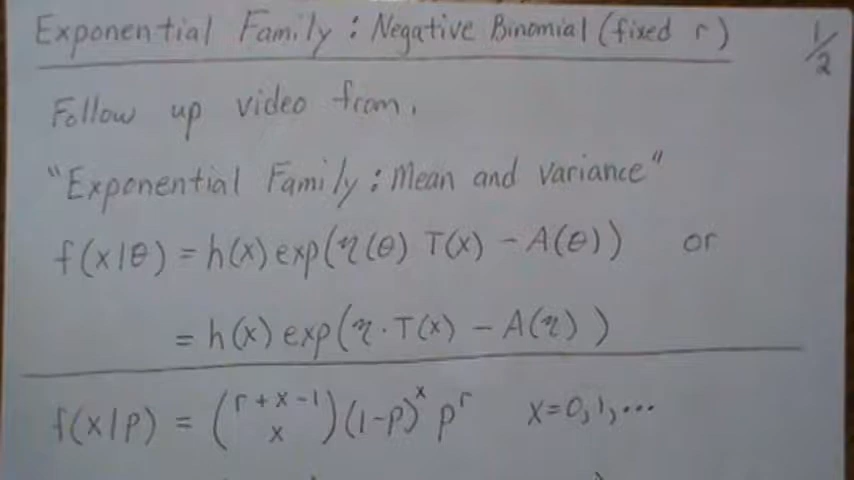 Exponential Family: Negative Binomial (fixed r) 1/2
Follow up video from.
"Exponential Family: Mean and variance"
f(x|θ) = h(x) exp(η(θ) T(x) - A(θ)) or
= h(x) exp(η · T(x) - A(η))
f(x|p) = (r+x-1 x)(1-p)^x p^r x=0,1,...